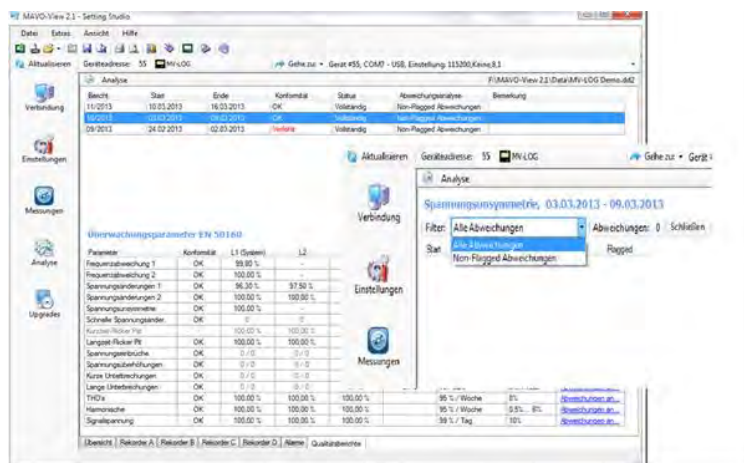 MAVO-View 2.1 - Setting Studio
Datei Extras Ansicht Hilfe
Aktualisieren Geräteadresse: 55 MV-LOG Gehe zu Gerät #55, COM7 - USB, Einstellung: 115200,Keine,8,1
Analyse F:\MAVO-View 2.1\Data\MV-LOG Demo.dd2
Bericht Start Ende Konformität Status Abweichungsanalyse Bemerkung
11/2013 10.03.2013 16.03.2013 OK Vollständig Non-Flagged Abweichungen
10/2013 03.03.2013 09.03.2013 OK Vollständig Non-Flagged Abweichungen
09/2013 24.02.2013 02.03.2013 Vollständig Non-Flagged Abweichungen
Verbindung
Einstellungen
Messungen
Analyse
Upgrades
Überwachungsparameter EN 50160
Parameter Konformität L1 (System) L2
Frequenzabweichung 1 OK 99,90 % -
Frequenzabweichung 2 OK 100,00 % -
Spannungsänderungen 1 OK 96,30 % 97,50 %
Spannungsänderungen 2 OK 100,00 % 100,00 %
Spannungsunsymmetrie OK 100,00 % -
Schnelle Spannungsänder. OK 0 0
Kurzzeit-Flicker Pst - 100,00 % 100,00 %
Langzeit-Flicker Plt OK 100,00 % 100,00 %
Spannungseinbrüche OK 0 / 0 0 / 0
Spannungsüberhöhungen OK 0 / 0 0 / 0
Kurze Unterbrechungen OK 0 / 0 0 / 0
Lange Unterbrechungen OK 0 / 0 0 / 0
THD's OK 100,00 % 100,00 % 100,00 % 95 % / Woche 8% Abweichungen an...
Harmonische OK 100,00 % 100,00 % 100,00 % 95 % / Woche 0.5%... 6% Abweichungen an...
Signalspannung OK 100,00 % 100,00 % 100,00 % 99 % / Tag 10% Abweichungen an...
Übersicht Rekorder A Rekorder B Rekorder C Rekorder D Alarme Qualitätsberichte
Aktualisieren Geräteadresse: 55 MV-LOG Gehe zu Gerät
Analyse
Spannungsunsymmetrie, 03.03.2013 - 09.03.2013
Filter: Alle Abweichungen Abweichungen: 0 Schließen
Alle Abweichungen
Non-Flagged Abweichungen
Start Flagged
Verbindung
Einstellungen
Messungen